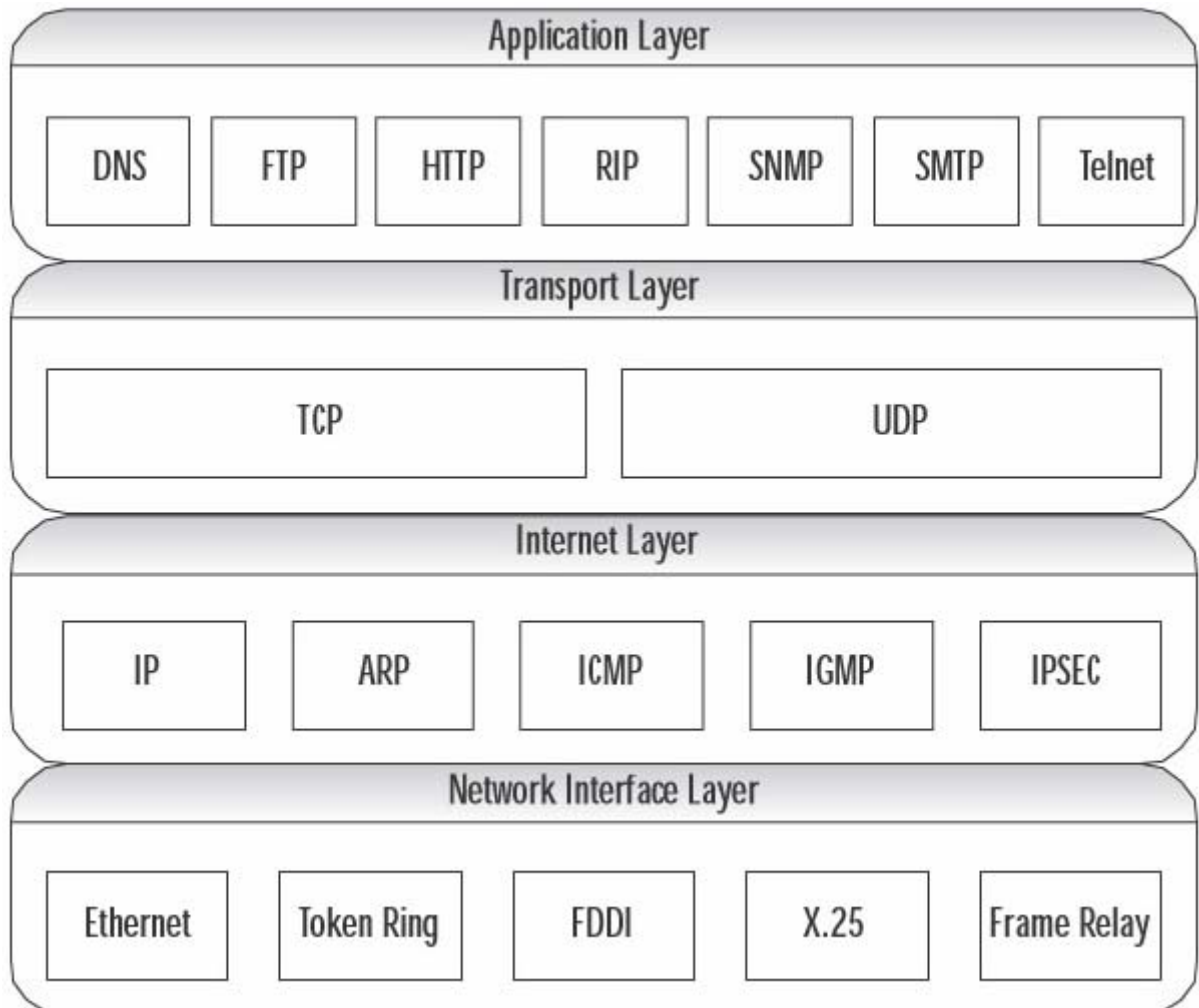 Application Layer
DNS
FTP
HTTP
RIP
SNMP
SMTP
Telnet
Transport Layer
TCP
UDP
Internet Layer
IP
ARP
ICMP
IGMP
IPSEC
Network Interface Layer
Ethernet
Token Ring
FDDI
X.25
Frame Relay